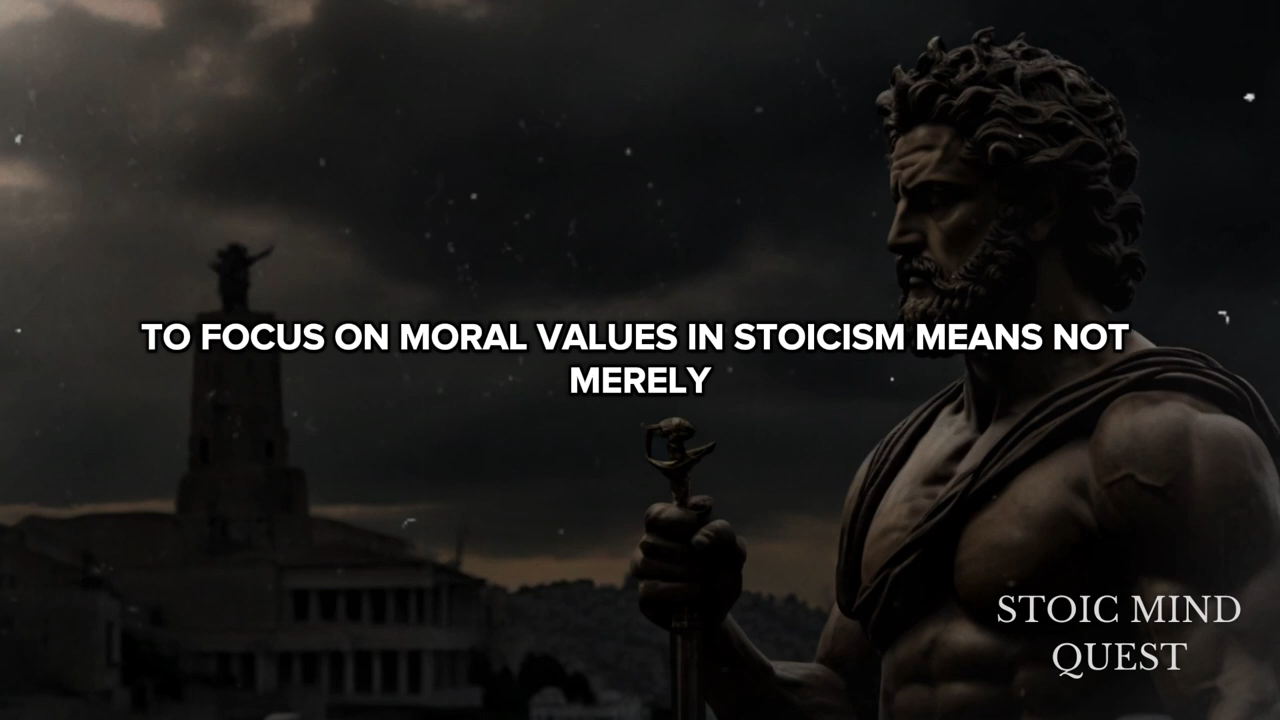 TO FOCUS ON MORAL VALUES IN STOICISM MEANS NOT
MERELY
STOIC MIND
QUEST